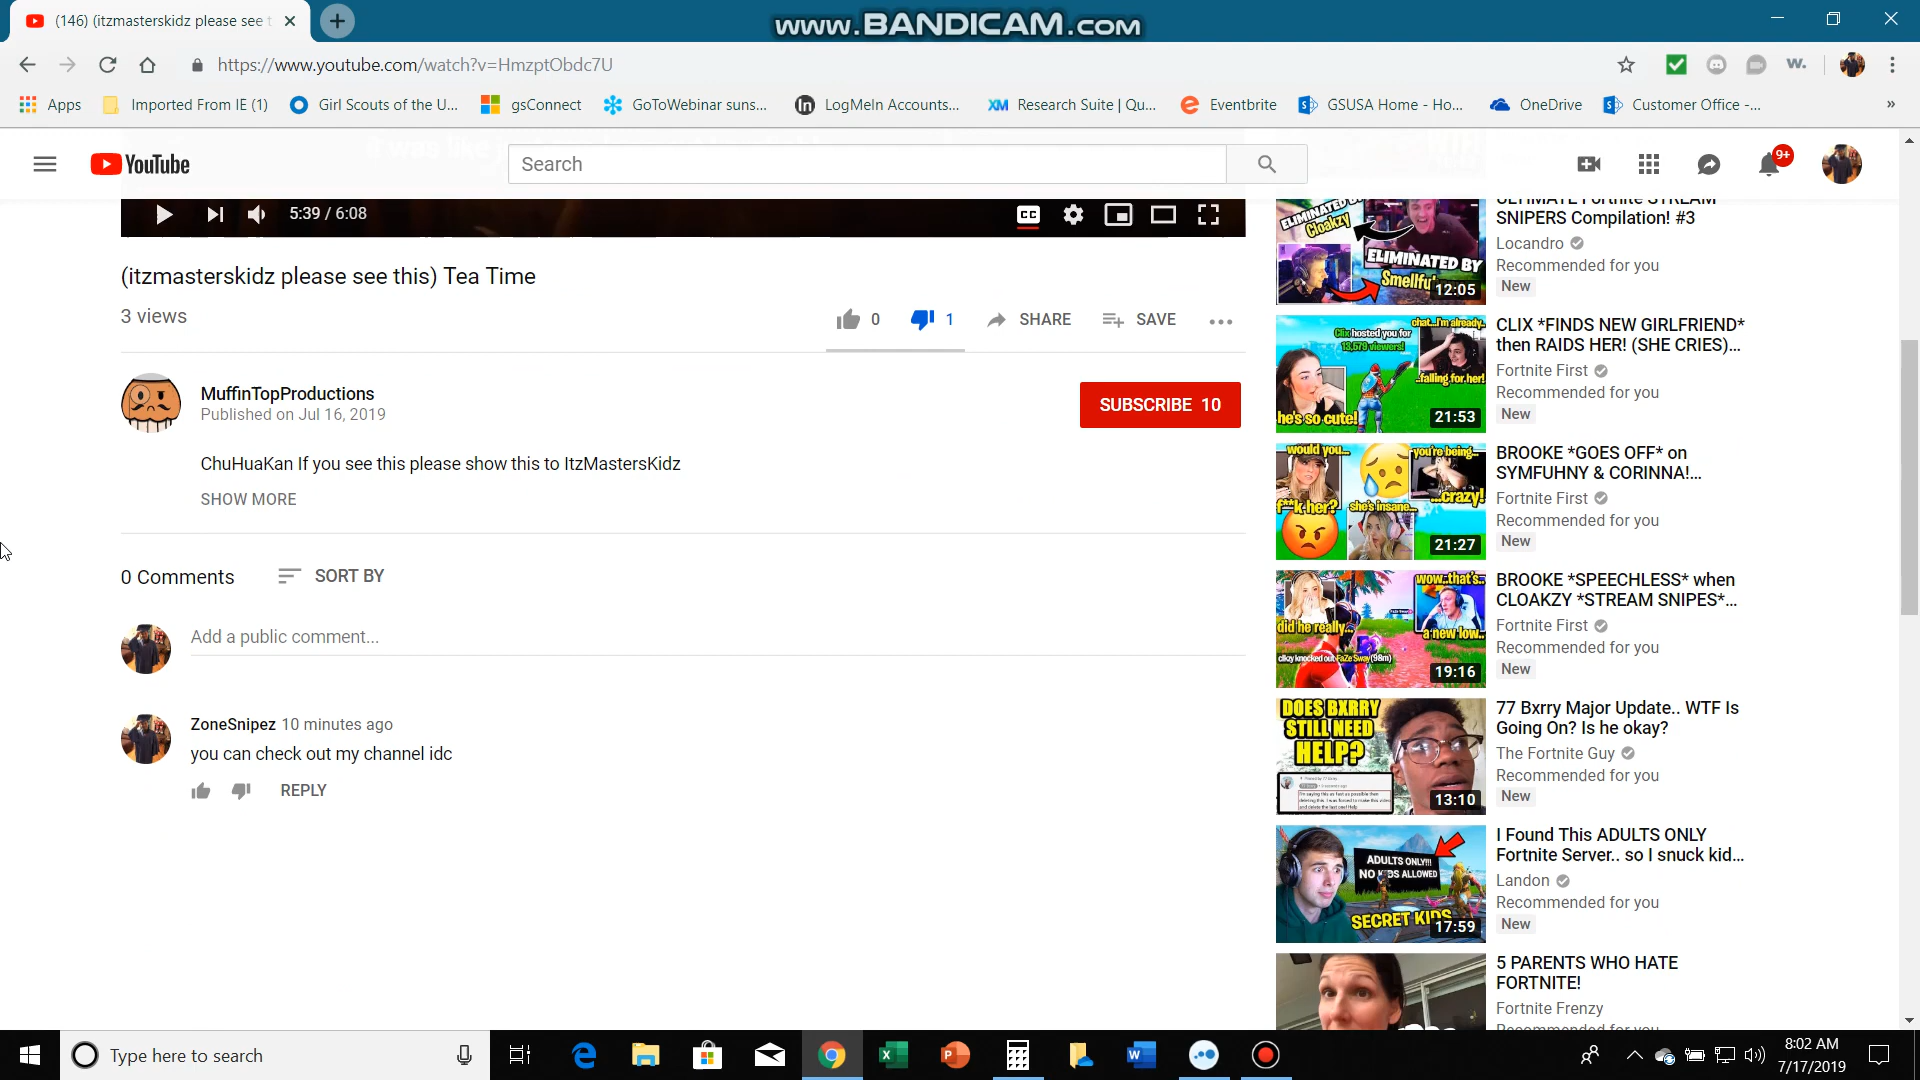 (146) (itzmasterskidz please see t
www.BANDICAM.com
https://www.youtube.com/watch?v=HmzptObdc7U
W.
Apps
Imported From IE (1)
Girl Scouts of the U...
gsConnect
GoToWebinar suns...
LogMeIn Accounts...
XM Research Suite | Qu...
Eventbrite
GSUSA Home - Ho...
OneDrive
Customer Office -...
YouTube
Search
9+
5:39 / 6:08
CC
(itzmasterskidz please see this) Tea Time
3 views
0
1
SHARE
SAVE
MuffinTopProductions
Published on Jul 16, 2019
SUBSCRIBE 10
ChuHuaKan If you see this please show this to ItzMastersKidz
SHOW MORE
0 Comments
SORT BY
Add a public comment...
ZoneSnipez 10 minutes ago
you can check out my channel idc
REPLY
ELIMINATED BY
Cloakzy
ELIMINATED BY
12:05
ULTIMATE Fortnite STREAM
SNIPERS Compilation! #3
Locandro
Recommended for you
New
Clix hosted you for
13,579 viewers!
chat...I'm already..
..falling for her!
he's so cute!
21:53
CLIX *FINDS NEW GIRLFRIEND*
then RAIDS HER! (SHE CRIES)...
Fortnite First
Recommended for you
New
would you...
f**k her?
she's insane...
you're being...
...crazy!
21:27
BROOKE *GOES OFF* on
SYMFUHNY & CORINNA!...
Fortnite First
Recommended for you
New
wow..that's..
did he really...
a new low..
clkzy knocked out FaZe Sway (98m)
19:16
BROOKE *SPEECHLESS* when
CLOAKZY *STREAM SNIPES*...
Fortnite First
Recommended for you
New
DOES BXRRY
STILL NEED
HELP?
13:10
77 Bxrry Major Update.. WTF Is
Going On? Is he okay?
The Fortnite Guy
Recommended for you
New
ADULTS ONLY!!!
NO KIDS ALLOWED
SECRET KIDS
17:59
I Found This ADULTS ONLY
Fortnite Server.. so I snuck kid...
Landon
Recommended for you
New
5 PARENTS WHO HATE
FORTNITE!
Fortnite Frenzy
Recommended for you
Type here to search
8:02 AM
7/17/2019